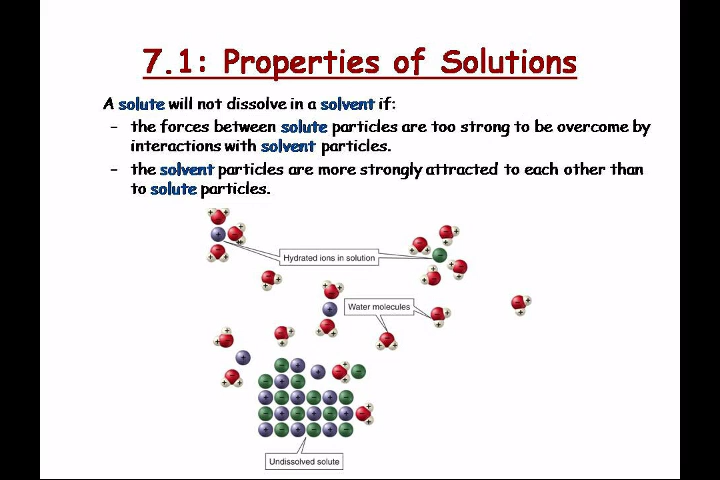 7.1: Properties of Solutions
A solute will not dissolve in a solvent if:
– the forces between solute particles are too strong to be overcome by
interactions with solvent particles.
– the solvent particles are more strongly attracted to each other than
to solute particles.
Hydrated ions in solution
Water molecules
Undissolved solute